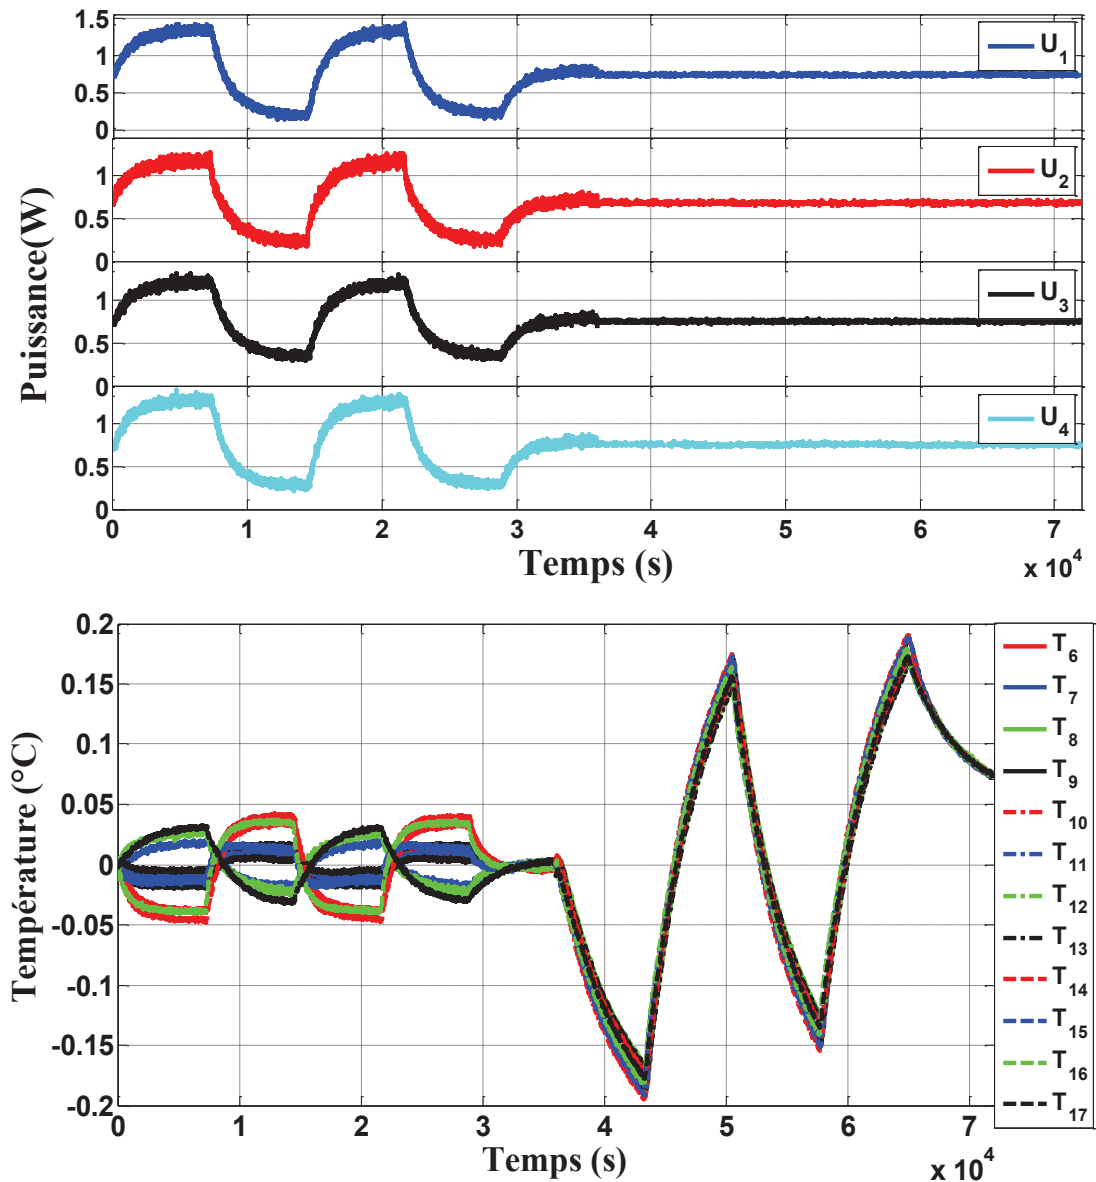 1.5
1
0.5
0
U1
1
0.5
0
U2
1
0.5
0
U3
1
0.5
0
U4
Puissance(W)
0 1 2 3 4 5 6 7
Temps (s)
x 10^4
0.2
0.15
0.1
0.05
0
-0.05
-0.1
-0.15
-0.2
Température (°C)
T6
T7
T8
T9
T10
T11
T12
T13
T14
T15
T16
T17
0 1 2 3 4 5 6 7
Temps (s)
x 10^4